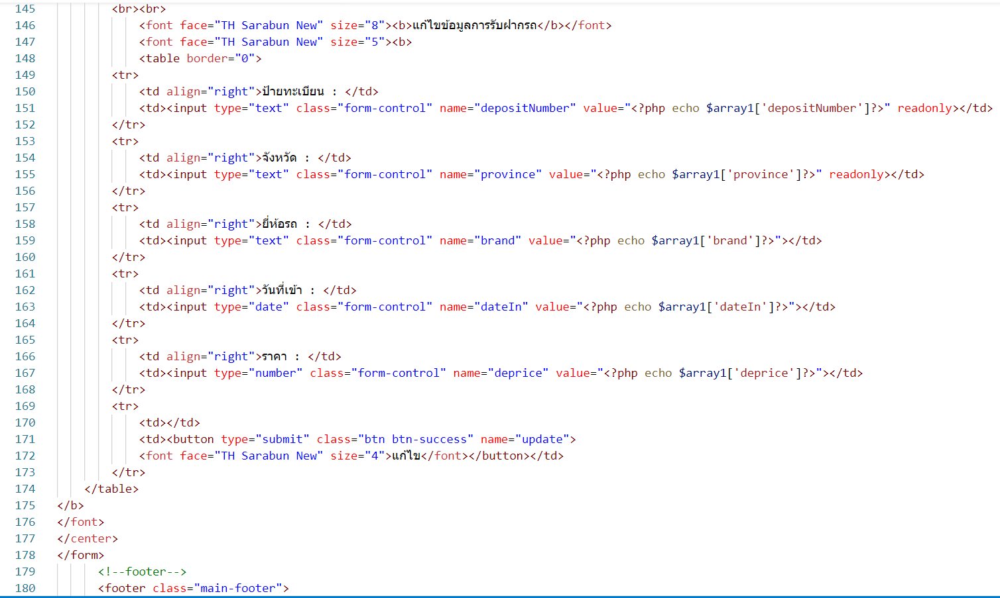 145 <br><br>
146 <font face="TH Sarabun New" size="8"><b>แก้ไขข้อมูลการรับฝากรถ</b></font>
147 <font face="TH Sarabun New" size="5"><b>
148 <table border="0">
149 <tr>
150 <td align="right">ป้ายทะเบียน : </td>
151 <td><input type="text" class="form-control" name="depositNumber" value="<?php echo $array1['depositNumber']?>" readonly></td>
152 </tr>
153 <tr>
154 <td align="right">จังหวัด : </td>
155 <td><input type="text" class="form-control" name="province" value="<?php echo $array1['province']?>" readonly></td>
156 </tr>
157 <tr>
158 <td align="right">ยี่ห้อรถ : </td>
159 <td><input type="text" class="form-control" name="brand" value="<?php echo $array1['brand']?>"></td>
160 </tr>
161 <tr>
162 <td align="right">วันที่เข้า : </td>
163 <td><input type="date" class="form-control" name="dateIn" value="<?php echo $array1['dateIn']?>"></td>
164 </tr>
165 <tr>
166 <td align="right">ราคา : </td>
167 <td><input type="number" class="form-control" name="deprice" value="<?php echo $array1['deprice']?>"></td>
168 </tr>
169 <tr>
170 <td></td>
171 <td><button type="submit" class="btn btn-success" name="update">
172 <font face="TH Sarabun New" size="4">แก้ไข</font></button></td>
173 </tr>
174 </table>
175 </b>
176 </font>
177 </center>
178 </form>
179 <!--footer-->
180 <footer class="main-footer">